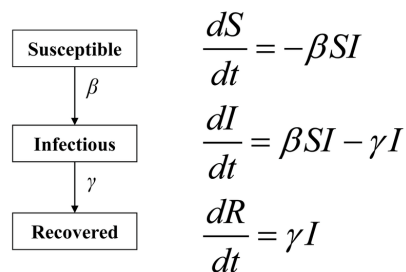 Susceptible
β
Infectious
γ
Recovered
dS/dt = -βSI
dI/dt = βSI - γI
dR/dt = γI